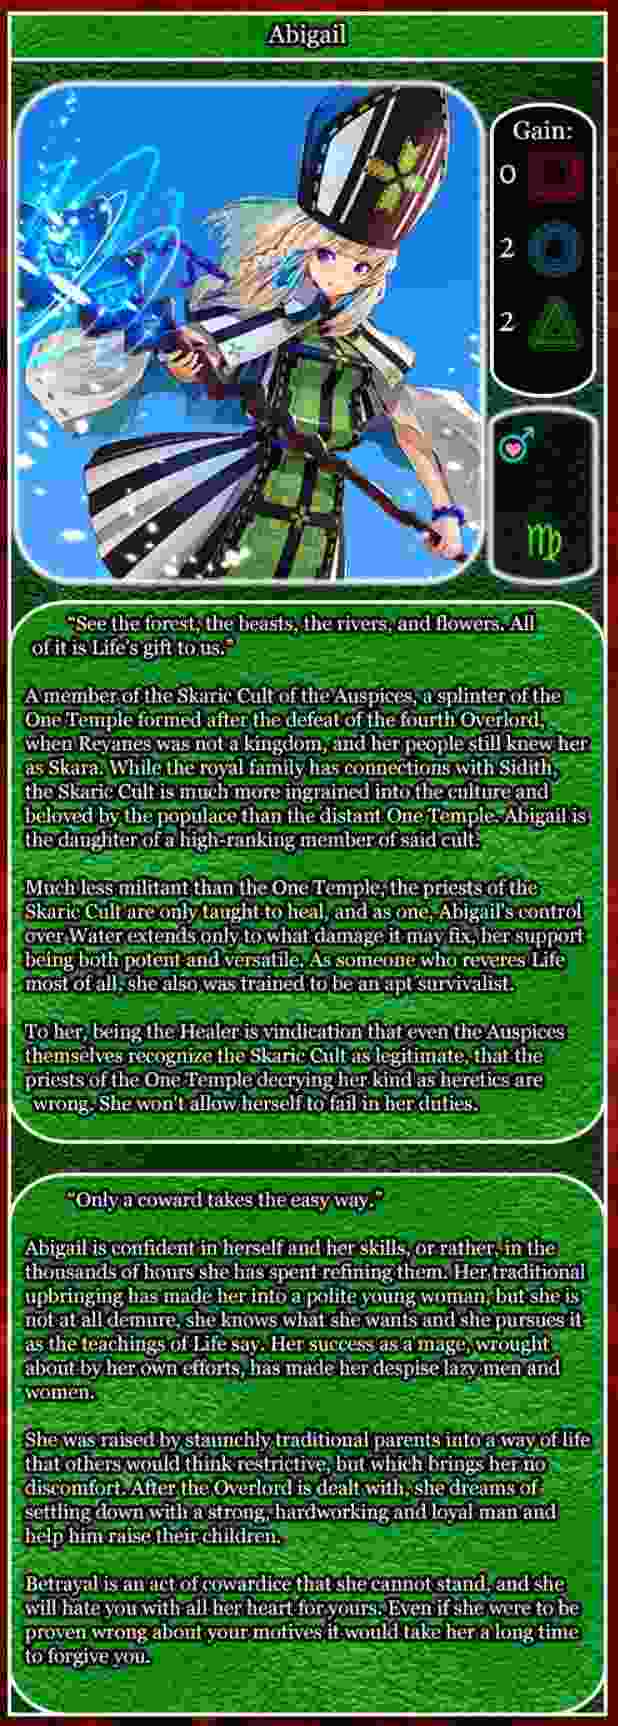 Abigail
Gain:
0
2
2
"See the forest, the beasts, the rivers, and flowers. All
of it is Life's gift to us."
A member of the Skaric Cult of the Auspices, a splinter of the
One Temple formed after the defeat of the fourth Overlord,
when Reyanes was not a kingdom, and her people still knew her
as Skara. While the royal family has connections with Sidith,
the Skaric Cult is much more ingrained into the culture and
beloved by the populace than the distant One Temple. Abigail is
the daughter of a high-ranking member of said cult.
Much less militant than the One Temple, the priests of the
Skaric Cult are only taught to heal, and as one, Abigail's control
over Water extends only to what damage it may fix, her support
being both potent and versatile. As someone who reveres Life
most of all, she also was trained to be an apt survivalist.
To her, being the Healer is vindication that even the Auspices
themselves recognize the Skaric Cult as legitimate, that the
priests of the One Temple decrying her kind as heretics are
wrong. She won't allow herself to fail in her duties.
"Only a coward takes the easy way."
Abigail is confident in herself and her skills, or rather, in the
thousands of hours she has spent refining them. Her traditional
upbringing has made her into a polite young woman, but she is
not at all demure, she knows what she wants and she pursues it
as the teachings of Life say. Her success as a mage, wrought
about by her own efforts, has made her despise lazy men and
women.
She was raised by staunchly traditional parents into a way of life
that others would think restrictive, but which brings her no
discomfort. After the Overlord is dealt with, she dreams of
settling down with a strong, hardworking and loyal man and
help him raise their children.
Betrayal is an act of cowardice that she cannot stand, and she
will hate you with all her heart for yours. Even if she were to be
proven wrong about your motives it would take her a long time
to forgive you.